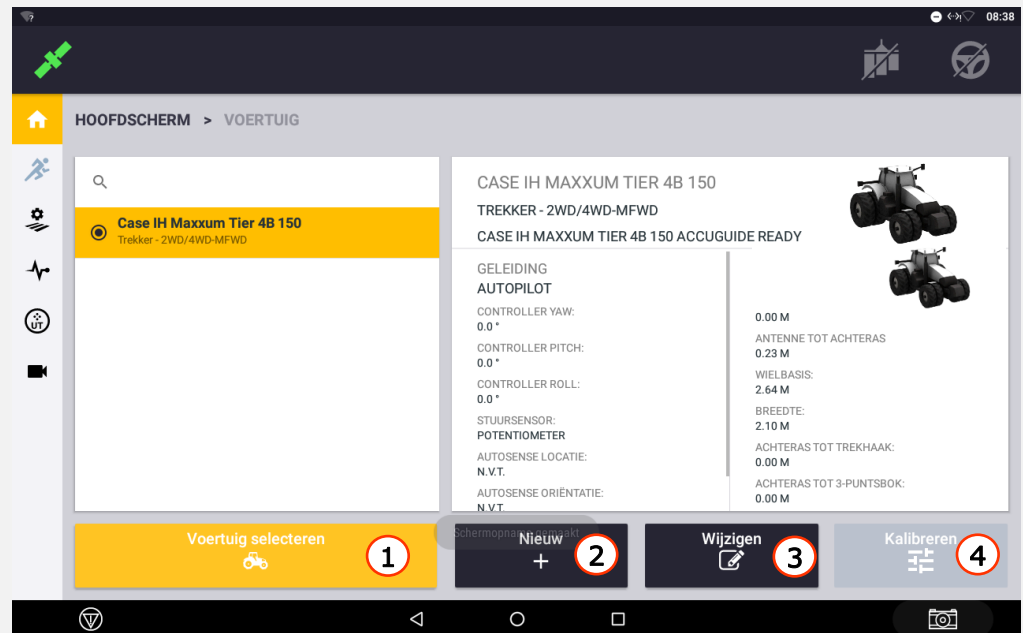 08:38
HOOFDSCHERM > VOERTUIG
Case IH Maxxum Tier 4B 150
Trekker - 2WD/4WD-MFWD
CASE IH MAXXUM TIER 4B 150
TREKKER - 2WD/4WD-MFWD
CASE IH MAXXUM TIER 4B 150 ACCUGUIDE READY
GELEIDING
AUTOPILOT
CONTROLLER YAW:
0.0 °
CONTROLLER PITCH:
0.0 °
CONTROLLER ROLL:
0.0 °
STUURSENSOR:
POTENTIOMETER
AUTOSENSE LOCATIE:
N.V.T.
AUTOSENSE ORIËNTATIE:
N.V.T.
0.00 M
ANTENNE TOT ACHTERAS
0.23 M
WIELBASIS:
2.64 M
BREEDTE:
2.10 M
ACHTERAS TOT TREKHAAK:
0.00 M
ACHTERAS TOT 3-PUNTSBOK:
0.00 M
UT
Voertuig selecteren
1
Schermopname gemaakt
Nieuw
2
Wijzigen
3
Kalibreren
4